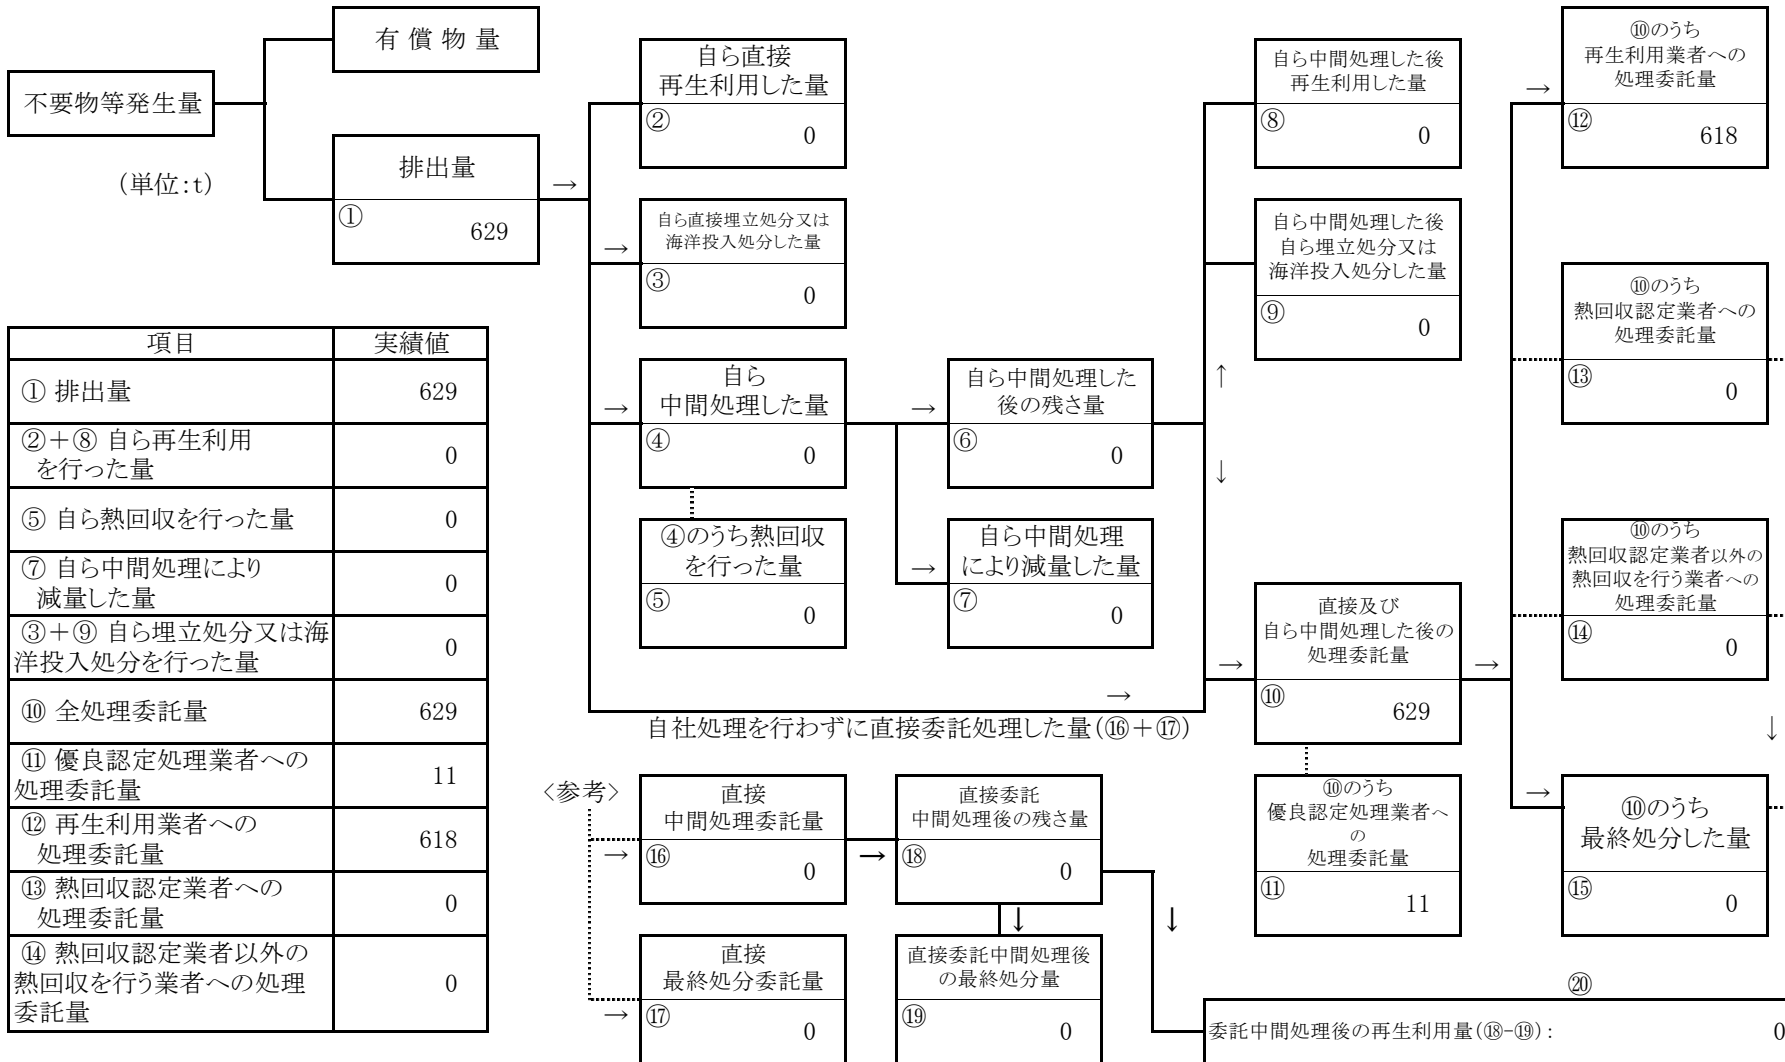 不要物等発生量
(単位:t)
有 償 物 量
排出量
①
629
→
自ら直接
再生利用した量
②
0
→
自ら直接埋立処分又は
海洋投入処分した量
③
0
→
自ら
中間処理した量
④
0
④のうち熱回収
を行った量
⑤
0
→
自ら中間処理した
後の残さ量
⑥
0
→
自ら中間処理
により減量した量
⑦
0
↑
↓
自ら中間処理した後
再生利用した量
⑧
0
自ら中間処理した後
自ら埋立処分又は
海洋投入処分した量
⑨
0
→
直接及び
自ら中間処理した後の
処理委託量
⑩
629
→
⑩のうち
優良認定処理業者へ
の
処理委託量
⑪
11
→
⑩のうち
再生利用業者への
処理委託量
⑫
618
⑩のうち
熱回収認定業者への
処理委託量
⑬
0
⑩のうち
熱回収認定業者以外の
熱回収を行う業者への
処理委託量
⑭
0
↓
→
⑩のうち
最終処分した量
⑮
0
→
自社処理を行わずに直接委託処理した量(⑯+⑰)
<参考>
→
直接
中間処理委託量
⑯
0
→
直接委託
中間処理後の残さ量
⑱
0
↓
↓
→
直接
最終処分委託量
⑰
0
直接委託中間処理後
の最終処分量
⑲
0
⑳
委託中間処理後の再生利用量(⑱-⑲): 0
項目 実績値
① 排出量 629
②+⑧ 自ら再生利用
を行った量 0
⑤ 自ら熱回収を行った量 0
⑦ 自ら中間処理により
減量した量 0
③+⑨ 自ら埋立処分又は海
洋投入処分を行った量 0
⑩ 全処理委託量 629
⑪ 優良認定処理業者への
処理委託量 11
⑫ 再生利用業者への
処理委託量 618
⑬ 熱回収認定業者への
処理委託量 0
⑭ 熱回収認定業者以外の
熱回収を行う業者への処理
委託量 0